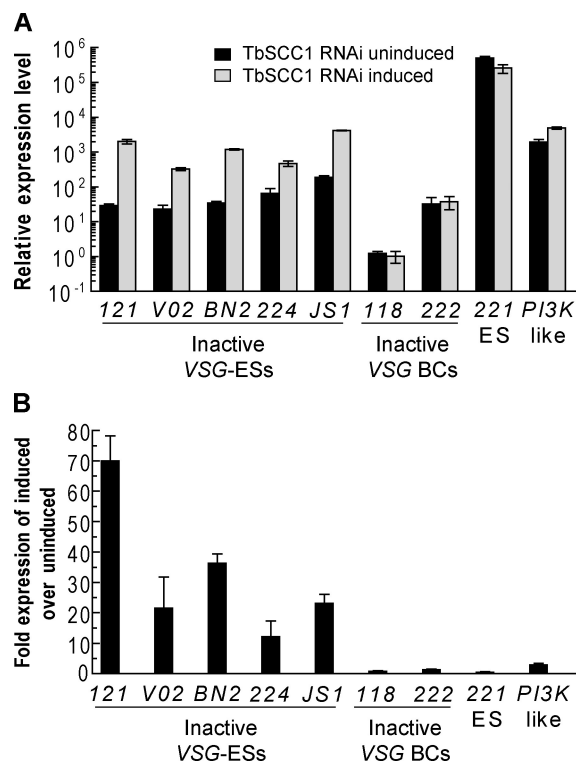 A
Relative expression level
10^6
10^5
10^4
10^3
10^2
10^1
10^0
10^-1
TbSCC1 RNAi uninduced
TbSCC1 RNAi induced
121 V02 BN2 224 JS1 118 222 221 PI3K
ES like
Inactive
VSG-ESs
Inactive
VSG BCs
B
Fold expression of induced
over uninduced
80
70
60
50
40
30
20
10
0
121 V02 BN2 224 JS1 118 222 221 PI3K
ES like
Inactive
VSG-ESs
Inactive
VSG BCs